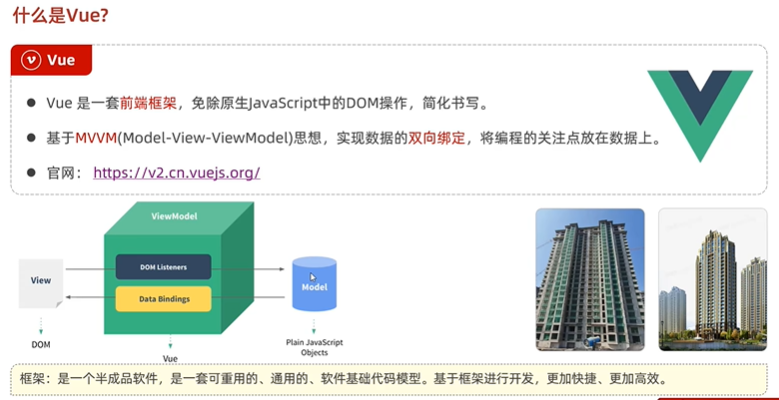 什么是Vue?
Vue
Vue 是一套前端框架，免除原生JavaScript中的DOM操作，简化书写。
基于MVVM(Model-View-ViewModel)思想，实现数据的双向绑定，将编程的关注点放在数据上。
官网： https://v2.cn.vuejs.org/
ViewModel
DOM Listeners
View
Model
Data Bindings
DOM
Vue
Plain JavaScript
Objects
框架：是一个半成品软件，是一套可重用的、通用的、软件基础代码模型。基于框架进行开发，更加快捷、更加高效。